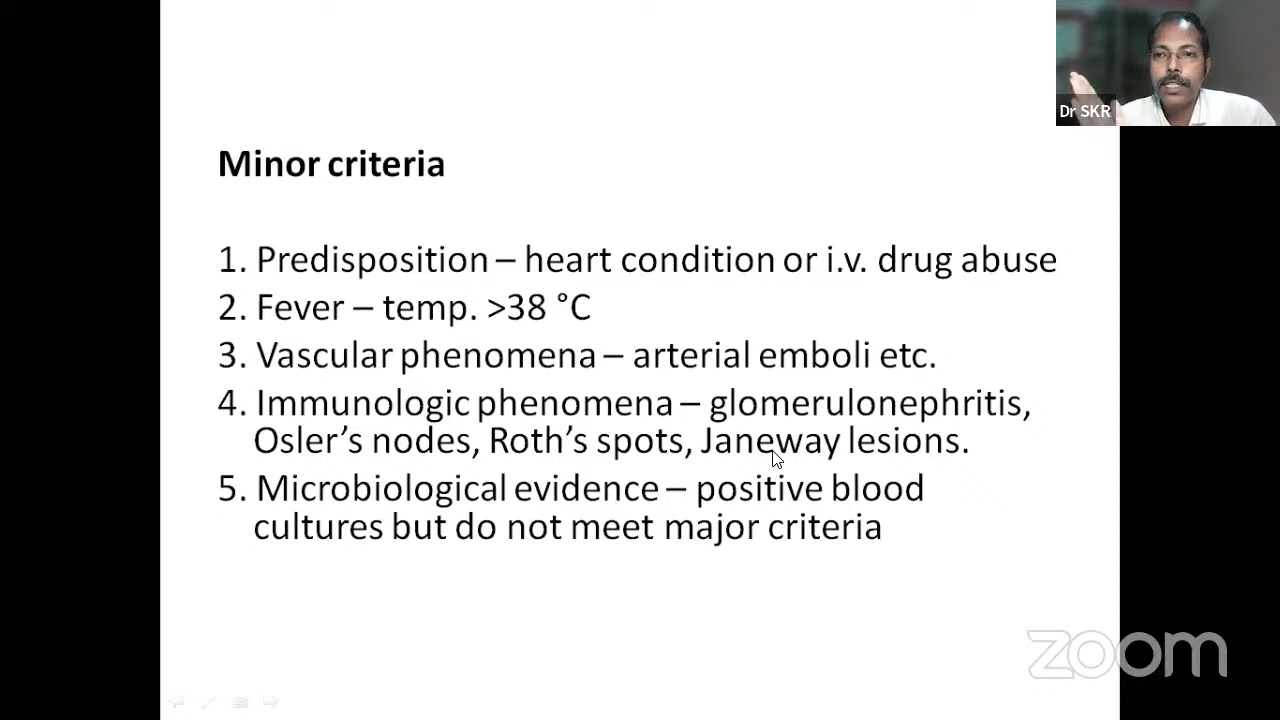 Dr SKR
Minor criteria
1. Predisposition – heart condition or i.v. drug abuse
2. Fever – temp. >38 °C
3. Vascular phenomena – arterial emboli etc.
4. Immunologic phenomena – glomerulonephritis,
Osler’s nodes, Roth’s spots, Janeway lesions.
5. Microbiological evidence – positive blood
cultures but do not meet major criteria
zoom